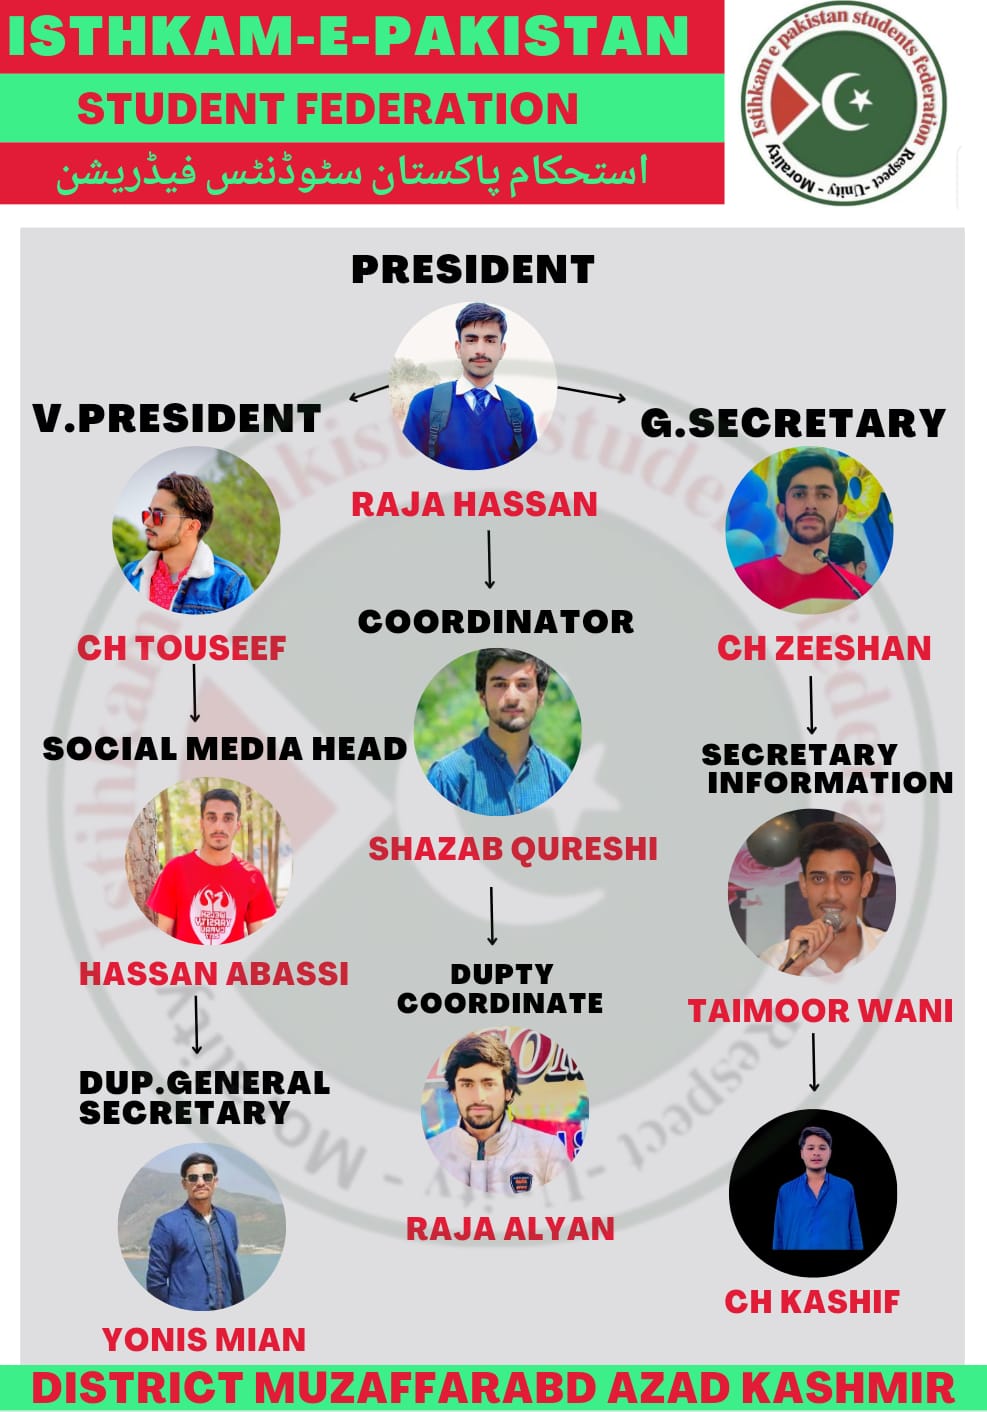 ISTHKAM-E-PAKISTAN
STUDENT FEDERATION
استحکام پاکستان سٹوڈنٹس فیڈریشن
Istihkam e pakistan students federation
Morality - Unity - Respect
PRESIDENT
RAJA HASSAN
V.PRESIDENT
CH TOUSEEF
G.SECRETARY
CH ZEESHAN
COORDINATOR
SHAZAB QURESHI
SOCIAL MEDIA HEAD
HASSAN ABASSI
SECRETARY
INFORMATION
TAIMOOR WANI
DUPTY
COORDINATE
RAJA ALYAN
DUP.GENERAL
SECRETARY
YONIS MIAN
CH KASHIF
DISTRICT MUZAFFARABD AZAD KASHMIR